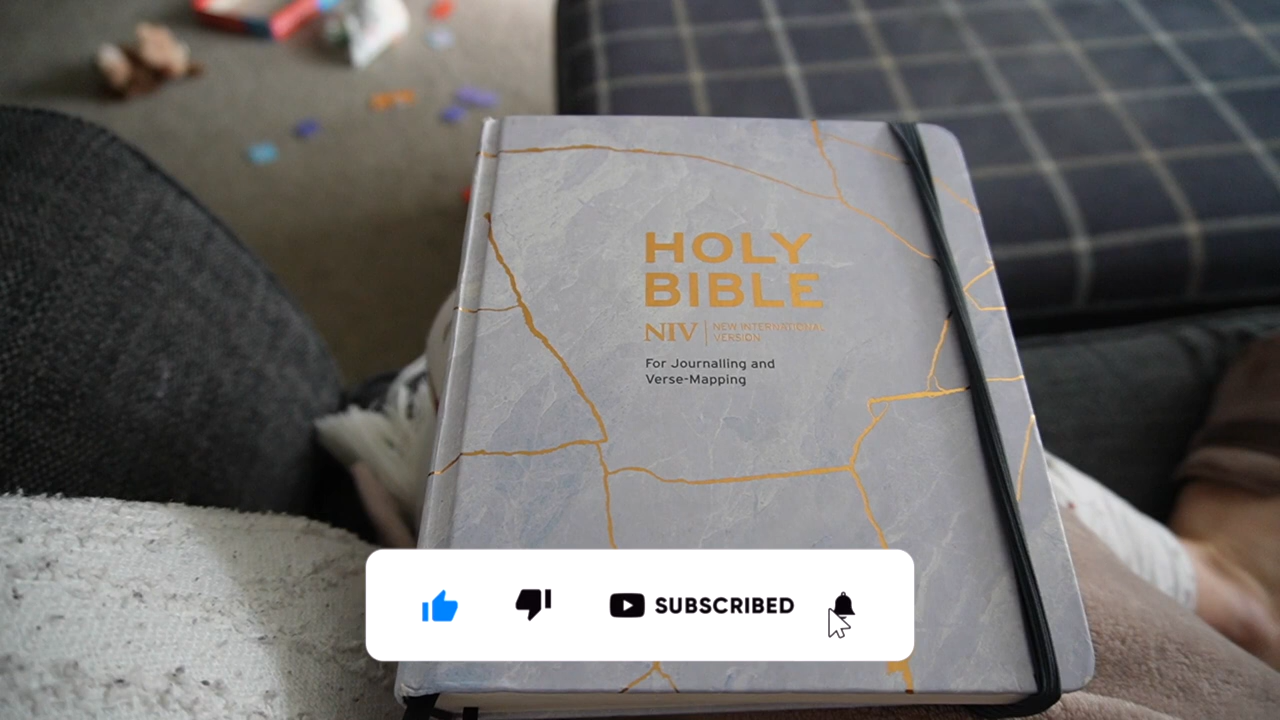 HOLY
BIBLE
NIV NEW INTERNATIONAL
VERSION
For Journalling and
Verse-Mapping
SUBSCRIBED